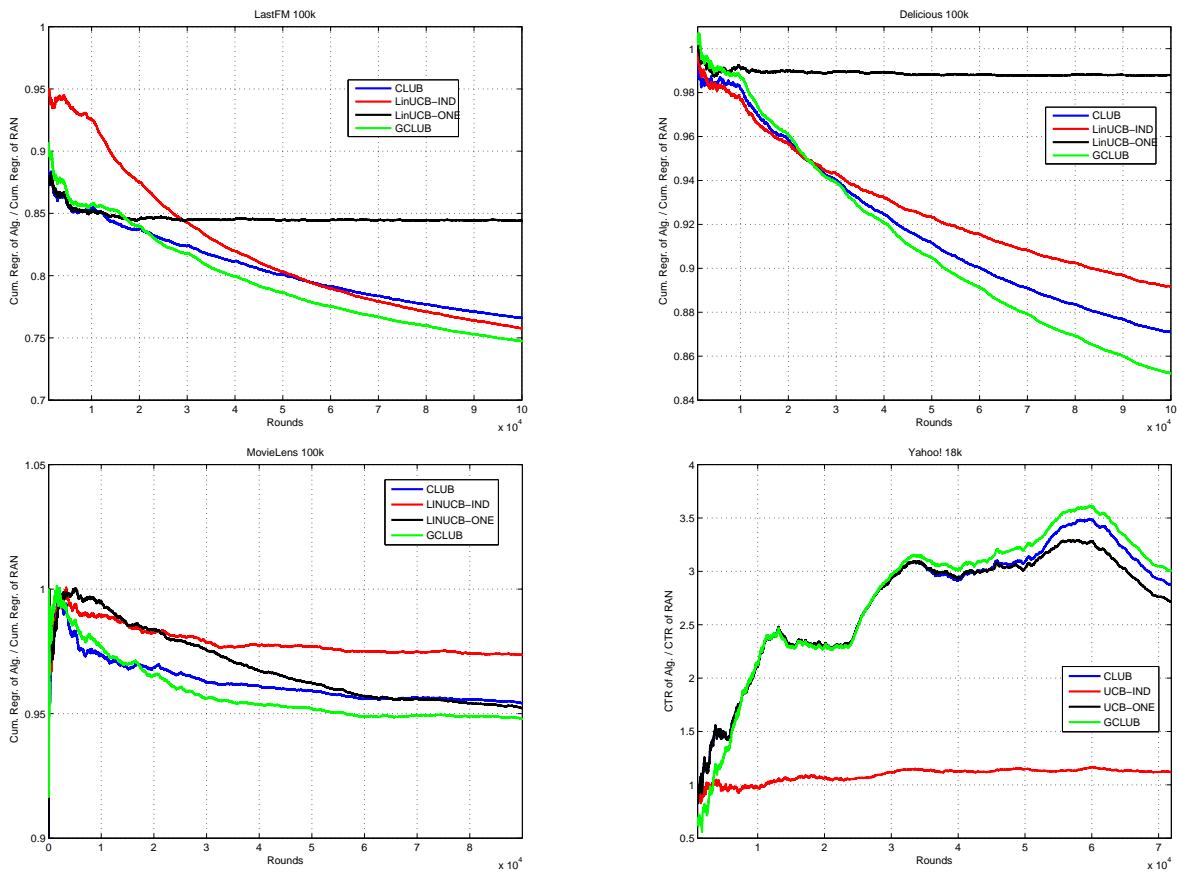 LastFM 100k
Cum. Regr. of Alg. / Cum. Regr. of RAN
1
0.95
0.9
0.85
0.8
0.75
0.7
CLUB
LinUCB-IND
LinUCB-ONE
GCLUB
1 2 3 4 5 6 7 8 9 10
Rounds
x 10^4
Delicious 100k
Cum. Regr. of Alg. / Cum. Regr. of RAN
1
0.98
0.96
0.94
0.92
0.9
0.88
0.86
0.84
CLUB
LinUCB-IND
LinUCB-ONE
GCLUB
1 2 3 4 5 6 7 8 9 10
Rounds
x 10^4
MovieLens 100k
Cum. Regr. of Alg. / Cum. Regr. of RAN
1.05
1
0.95
0.9
CLUB
LINUCB-IND
LINUCB-ONE
GCLUB
0 1 2 3 4 5 6 7 8 9
Rounds
x 10^4
Yahoo! 18k
CTR of Alg. / CTR of RAN
4
3.5
3
2.5
2
1.5
1
0.5
CLUB
UCB-IND
UCB-ONE
GCLUB
1 2 3 4 5 6 7
Rounds
x 10^4